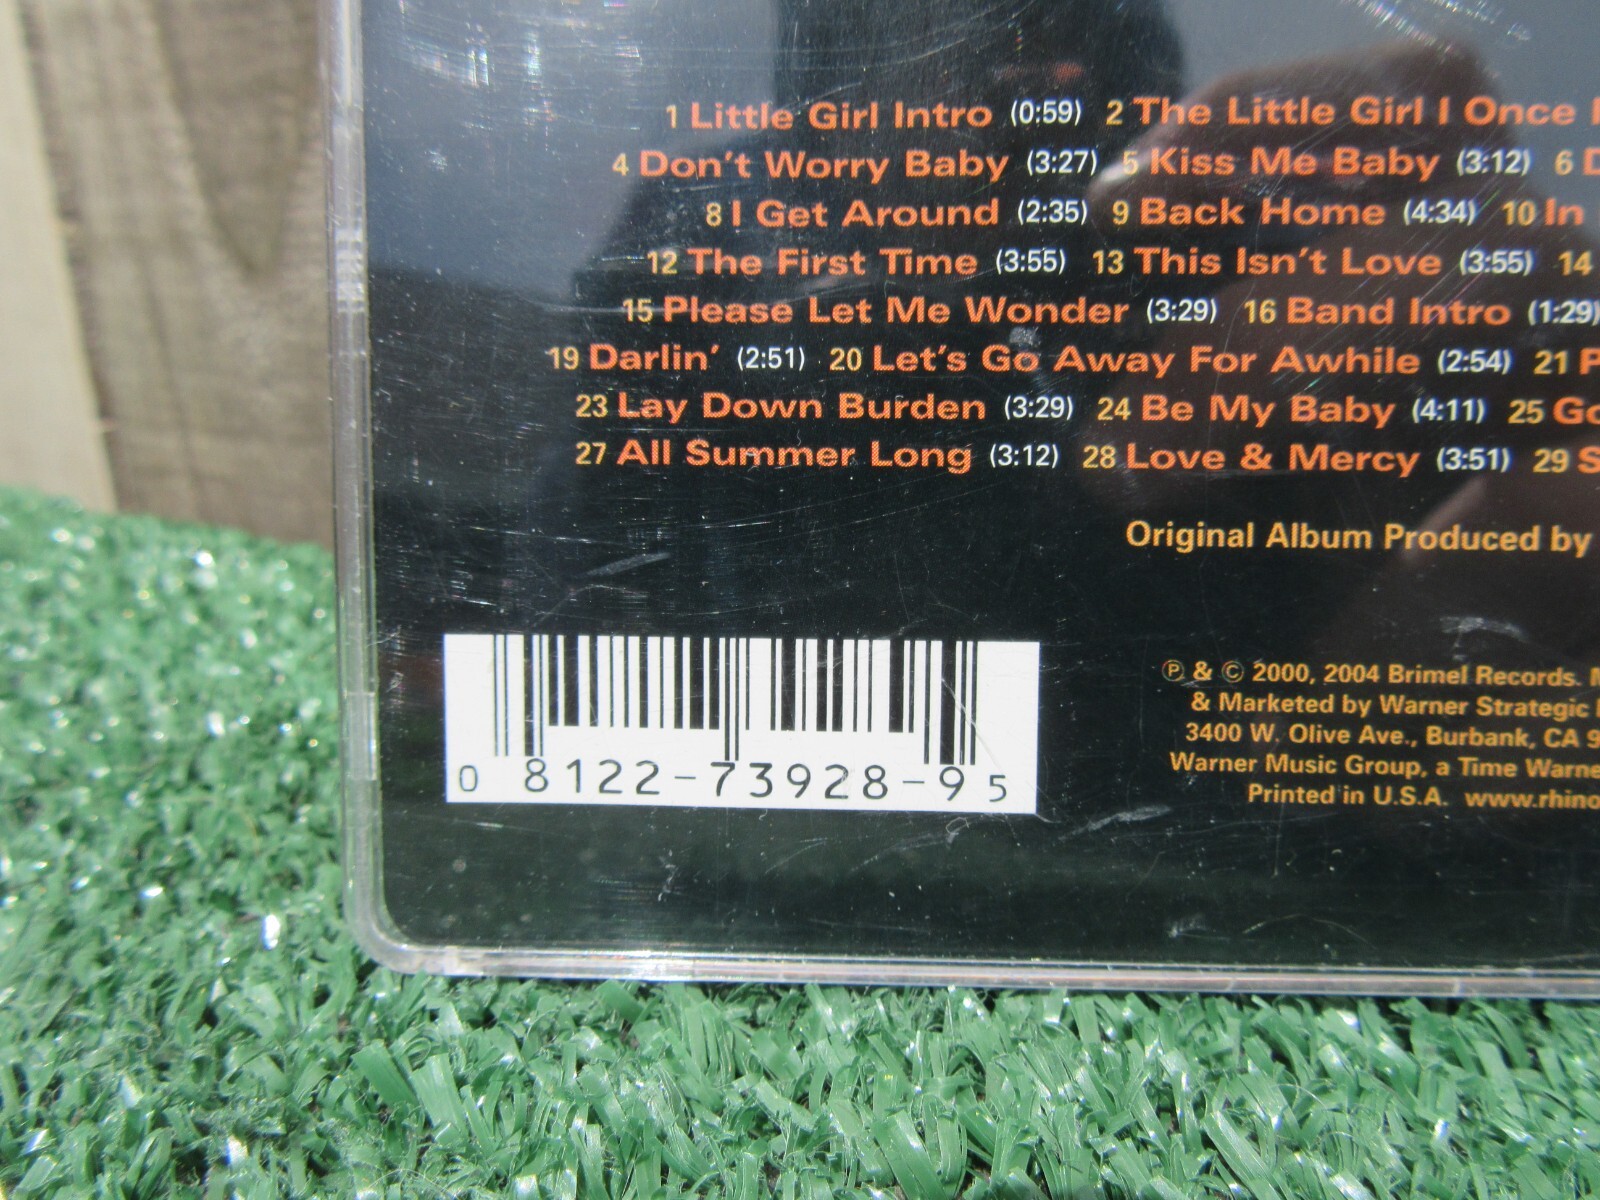 1 Little Girl Intro (0:59) 2 The Little Girl I Once
4 Don't Worry Baby (3:27) 5 Kiss Me Baby (3:12) 6
8 I Get Around (2:35) 9 Back Home (4:34) 10 In
12 The First Time (3:55) 13 This Isn't Love (3:55) 14
15 Please Let Me Wonder (3:29) 16 Band Intro (1:29)
19 Darlin' (2:51) 20 Let's Go Away For Awhile (2:54) 21 P
23 Lay Down Burden (3:29) 24 Be My Baby (4:11) 25 Go
27 All Summer Long (3:12) 28 Love & Mercy (3:51) 29 S
Original Album Produced by
℗ & © 2000, 2004 Brimel Records.
& Marketed by Warner Strategic
3400 W. Olive Ave., Burbank, CA 9
Warner Music Group, a Time Warne
Printed in U.S.A. www.rhino
0 8122-73928-9 5